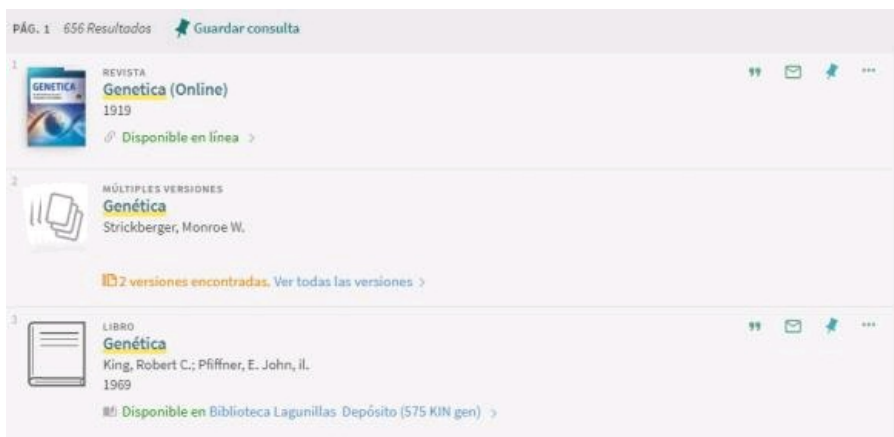 PÁG. 1 656 Resultados Guardar consulta
1
REVISTA
GENETICA
Genetica (Online)
1919
Disponible en línea >
2
MÚLTIPLES VERSIONES
Genética
Strickberger, Monroe W.
2 versiones encontradas. Ver todas las versiones >
3
LIBRO
Genética
King, Robert C.; Pfiffner, E. John, il.
1969
Disponible en Biblioteca Lagunillas Depósito (575 KIN gen) >